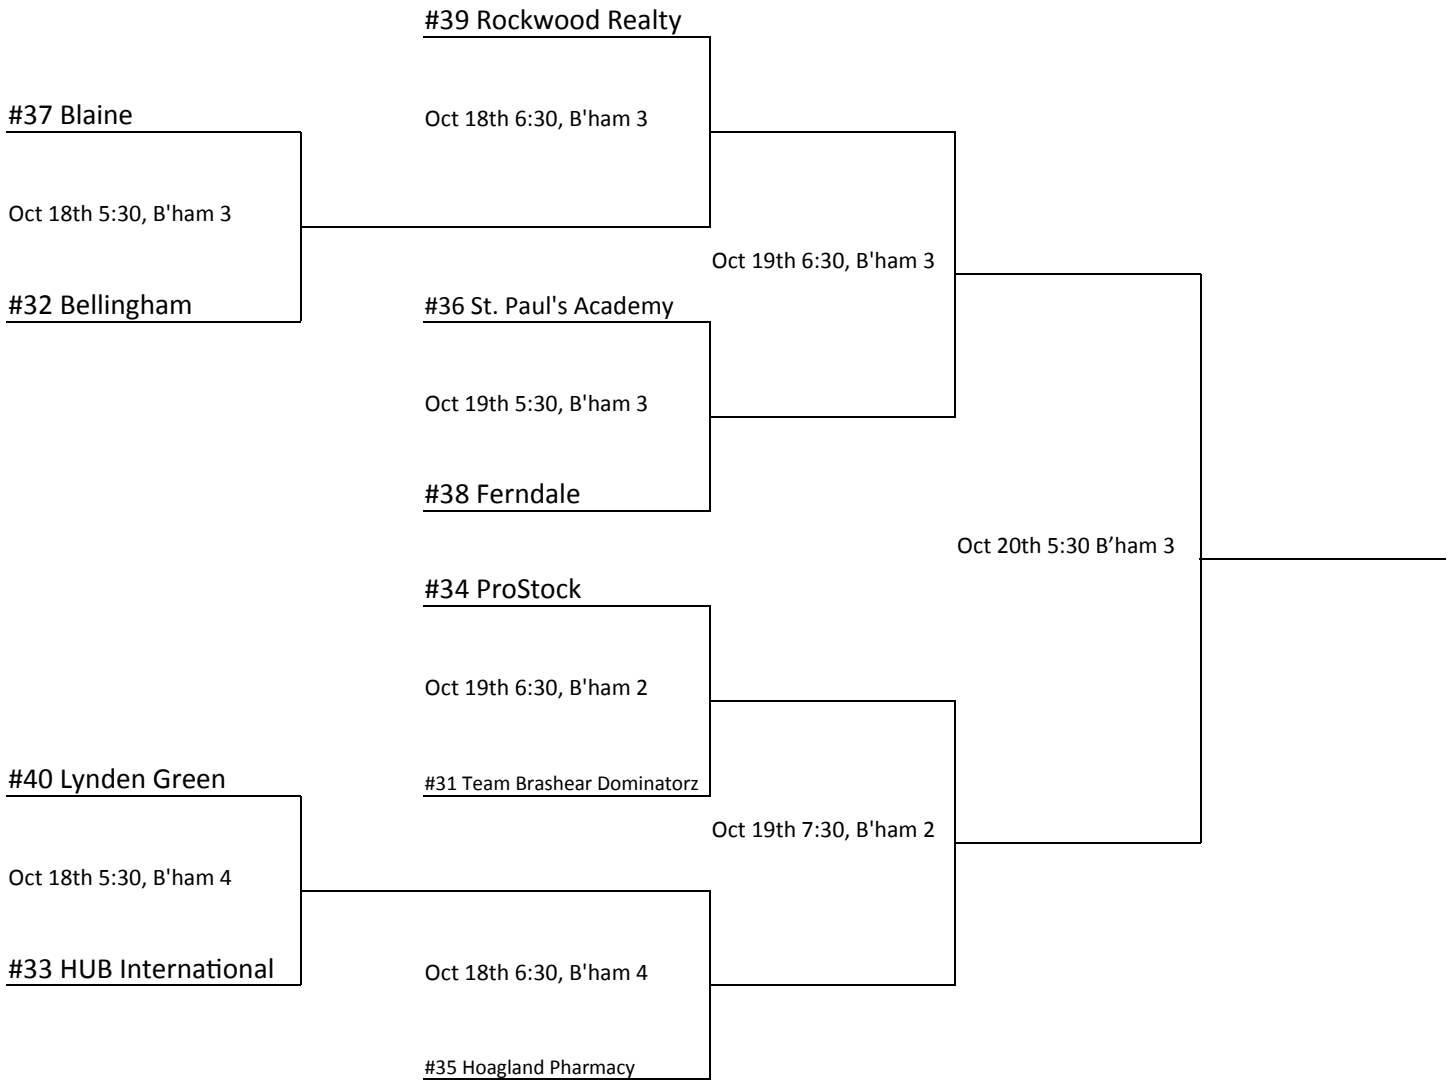 #39 Rockwood Realty
#37 Blaine
Oct 18th 6:30, B'ham 3
Oct 18th 5:30, B'ham 3
Oct 19th 6:30, B'ham 3
#32 Bellingham
#36 St. Paul's Academy
Oct 19th 5:30, B'ham 3
#38 Ferndale
Oct 20th 5:30 B’ham 3
#34 ProStock
Oct 19th 6:30, B'ham 2
#40 Lynden Green
#31 Team Brashear Dominatorz
Oct 19th 7:30, B'ham 2
Oct 18th 5:30, B'ham 4
#33 HUB International
Oct 18th 6:30, B'ham 4
#35 Hoagland Pharmacy